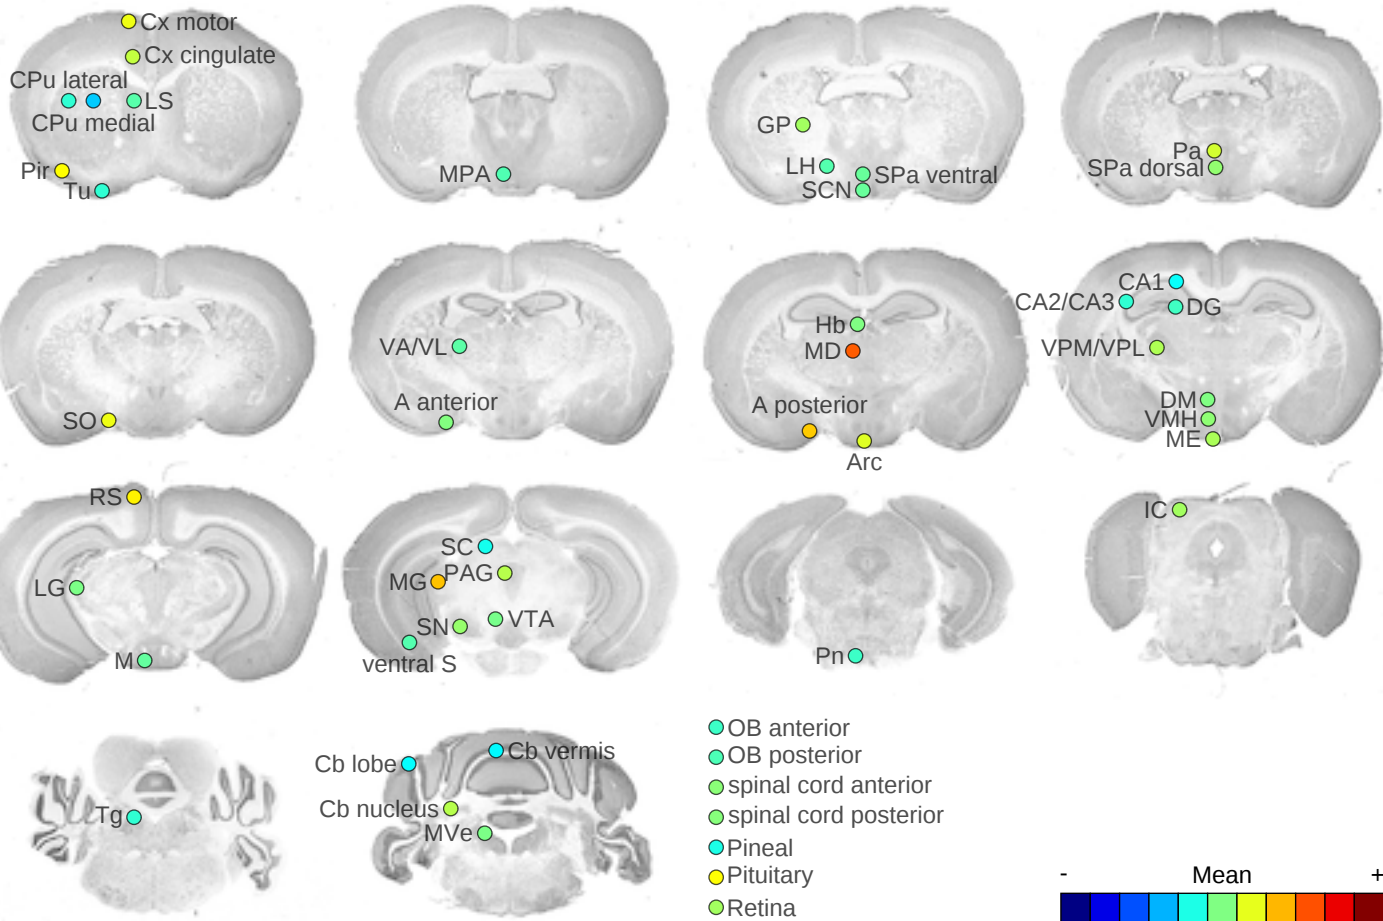 Cx motor
Cx cingulate
CPu lateral
LS
CPu medial
Pir
Tu
MPA
GP
LH
SPa ventral
SCN
Pa
SPa dorsal
SO
VA/VL
A anterior
Hb
MD
A posterior
Arc
CA1
CA2/CA3
DG
VPM/VPL
DM
VMH
ME
RS
LG
M
SC
MG
PAG
SN
VTA
ventral S
Pn
IC
Tg
Cb lobe
Cb vermis
Cb nucleus
MVe
OB anterior
OB posterior
spinal cord anterior
spinal cord posterior
Pineal
Pituitary
Retina
- Mean +